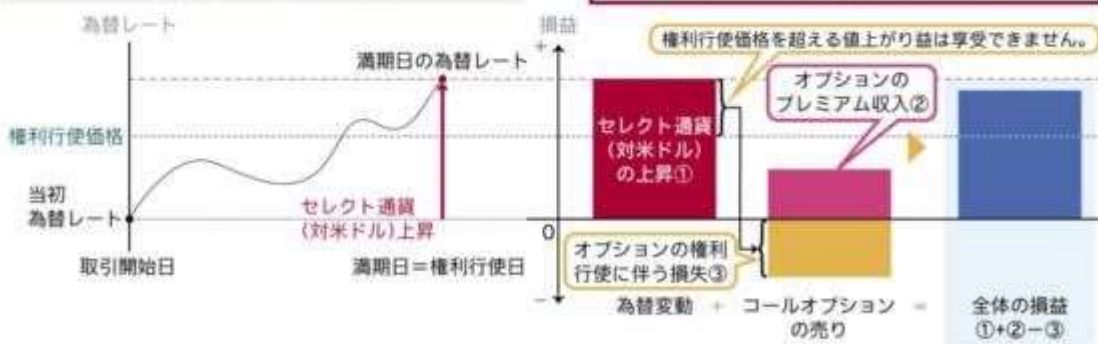 為替レート
満期日の為替レート
権利行使価格
当初
為替レート
セレクト通貨
(対米ドル)上昇
取引開始日
満期日=権利行使日
損益
+
権利行使価格を超える値上がり益は享受できません。
オプションの
プレミアム収入②
セレクト通貨
(対米ドル)
の上昇①
0
オプションの権利
行使に伴う損失③
−
為替変動 + コールオプション = 全体の損益
の売り ①+②−③